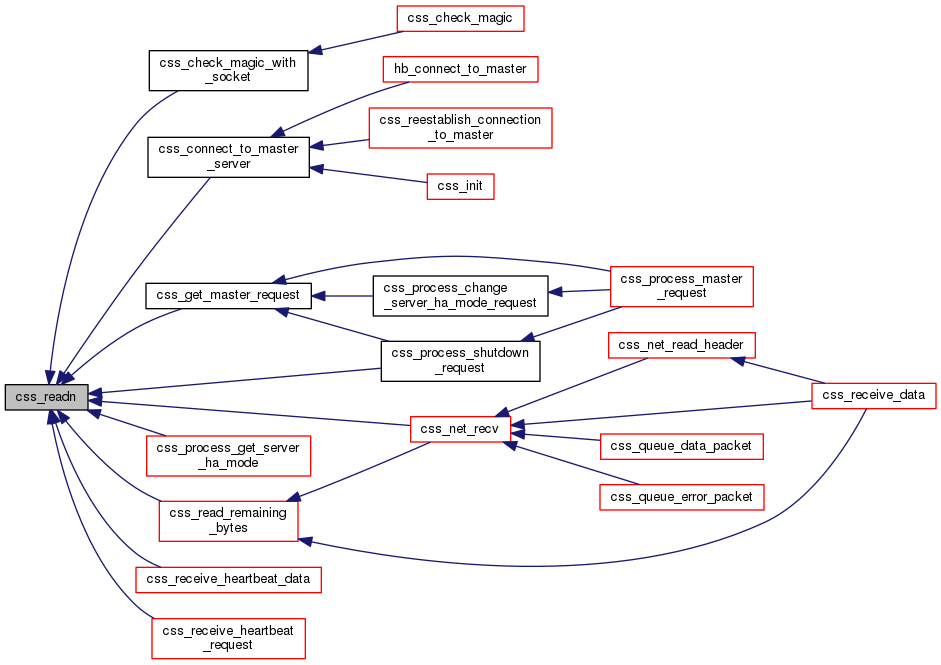 css_check_magic
css_check_magic_with
_socket
hb_connect_to_master
css_reestablish_connection
_to_master
css_connect_to_master
_server
css_init
css_process_master
_request
css_process_change
_server_ha_mode_request
css_get_master_request
css_net_read_header
css_process_shutdown
_request
css_readn
css_receive_data
css_net_recv
css_queue_data_packet
css_process_get_server
_ha_mode
css_queue_error_packet
css_read_remaining
_bytes
css_receive_heartbeat_data
css_receive_heartbeat
_request